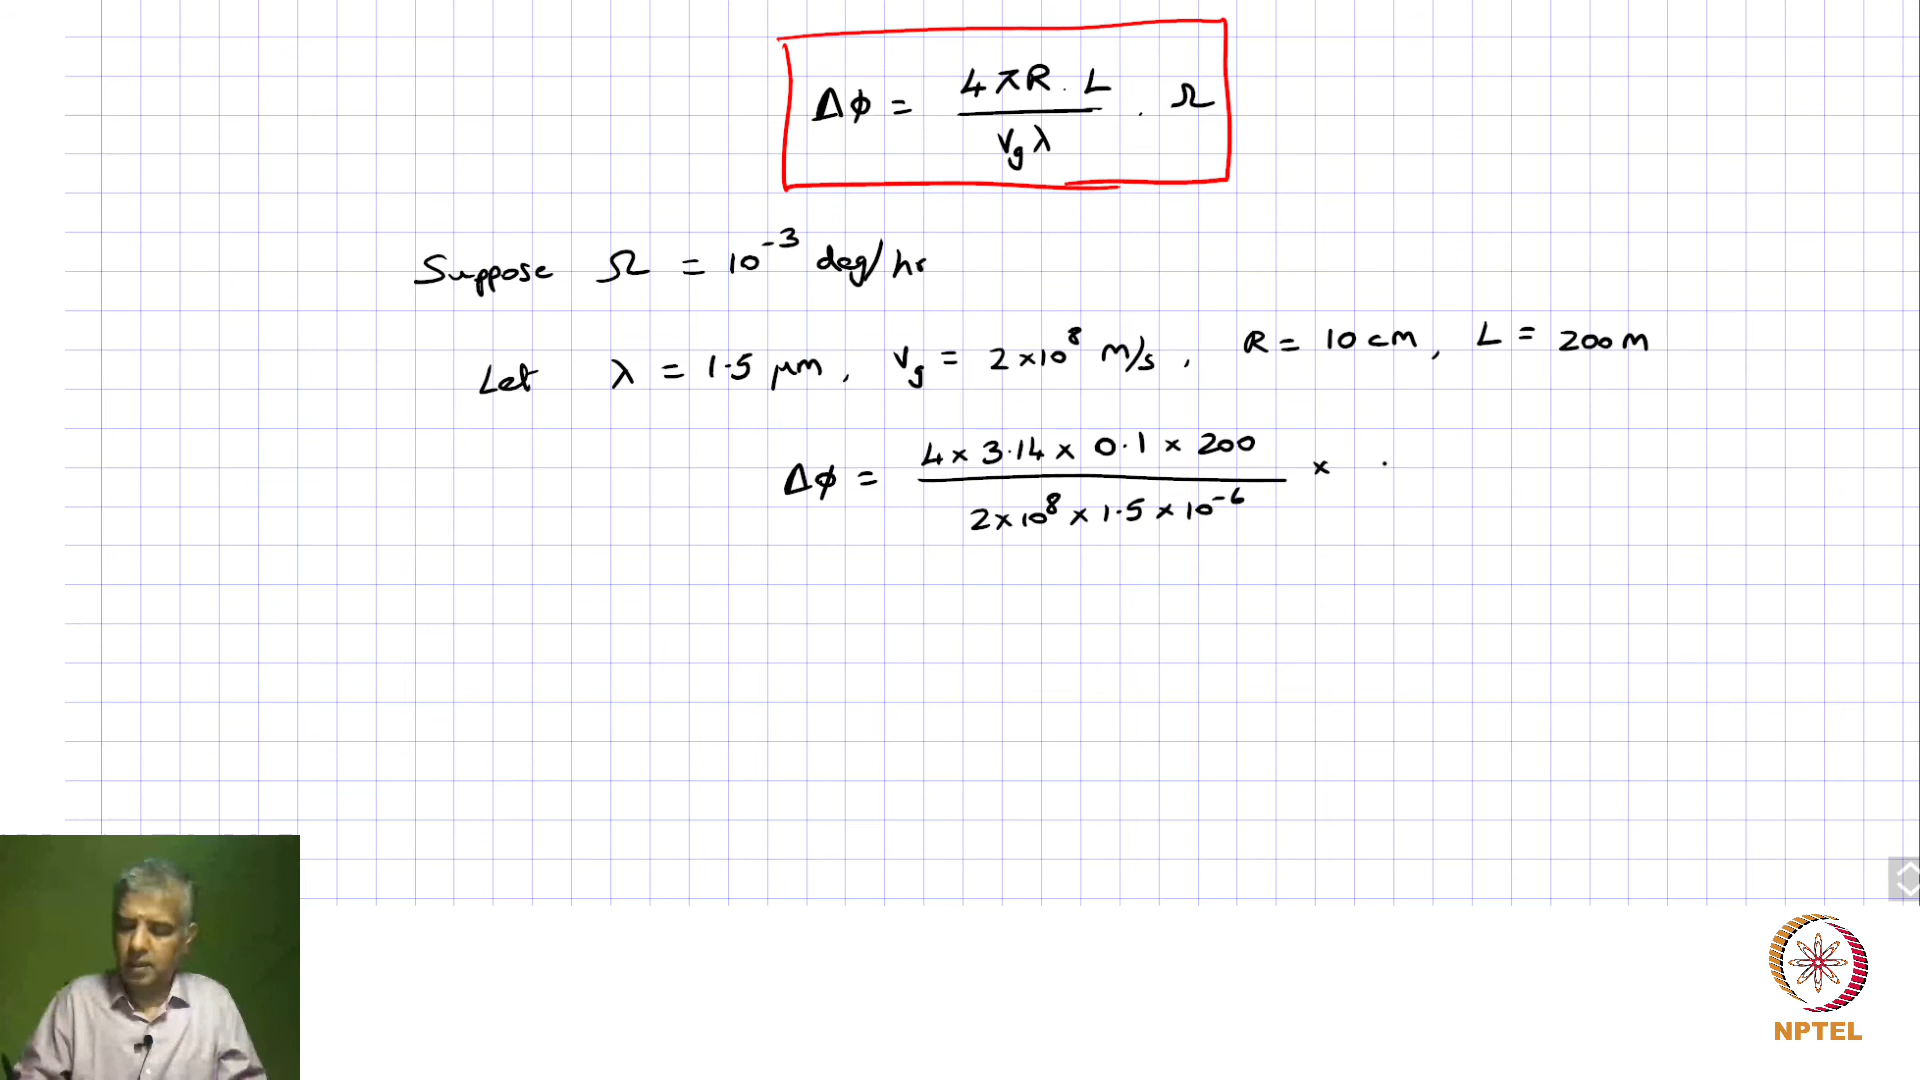 Δφ = 4πR . L / v_g λ . Ω
Suppose Ω = 10^-3 deg/hr
Let λ = 1.5 μm, v_g = 2×10^8 m/s, R = 10 cm, L = 200 m
Δφ = 4 × 3.14 × 0.1 × 200 / 2×10^8 × 1.5 × 10^-6 ×
NPTEL